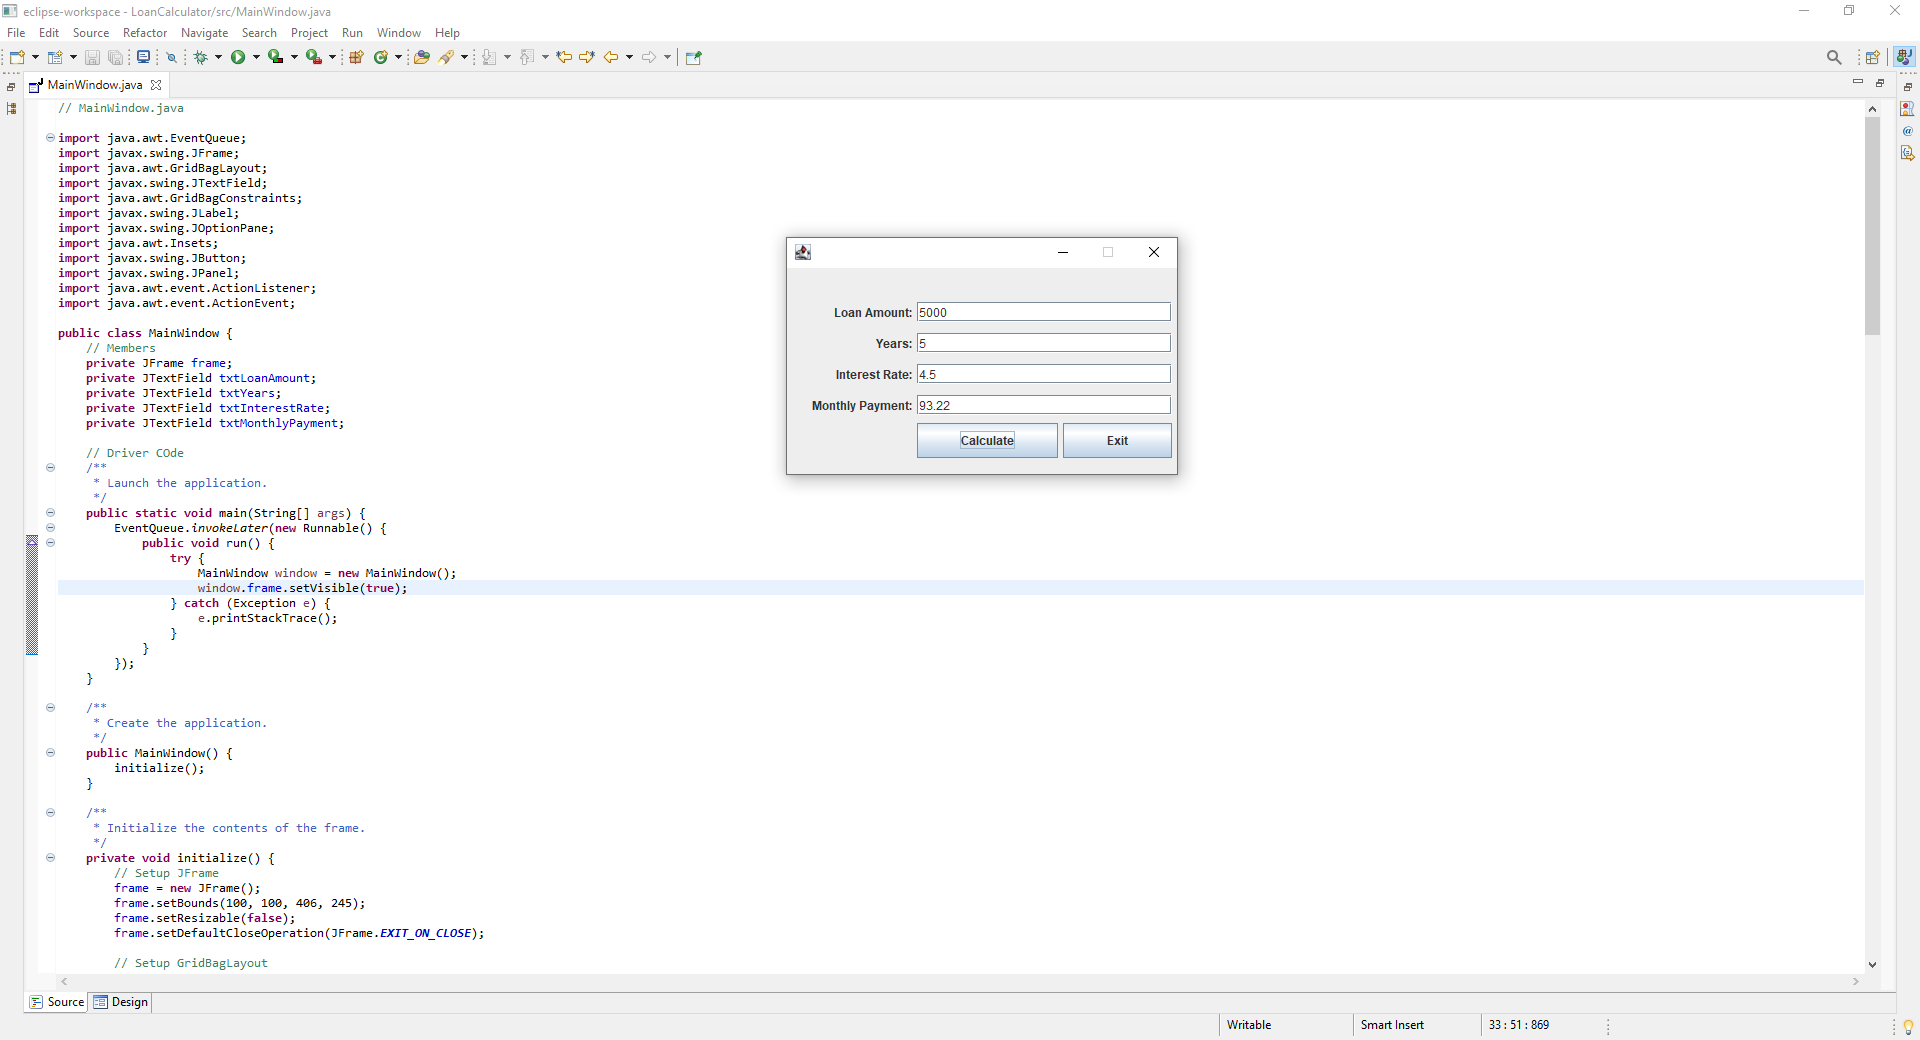 eclipse-workspace - LoanCalculator/src/MainWindow.java
File Edit Source Refactor Navigate Search Project Run Window Help
MainWindow.java
// MainWindow.java
import java.awt.EventQueue;
import javax.swing.JFrame;
import java.awt.GridBagLayout;
import javax.swing.JTextField;
import java.awt.GridBagConstraints;
import javax.swing.JLabel;
import javax.swing.JOptionPane;
import java.awt.Insets;
import javax.swing.JButton;
import javax.swing.JPanel;
import java.awt.event.ActionListener;
import java.awt.event.ActionEvent;
public class MainWindow {
// Members
private JFrame frame;
private JTextField txtLoanAmount;
private JTextField txtYears;
private JTextField txtInterestRate;
private JTextField txtMonthlyPayment;
// Driver COde
/**
* Launch the application.
*/
public static void main(String[] args) {
EventQueue.invokeLater(new Runnable() {
public void run() {
try {
MainWindow window = new MainWindow();
window.frame.setVisible(true);
} catch (Exception e) {
e.printStackTrace();
}
}
});
}
/**
* Create the application.
*/
public MainWindow() {
initialize();
}
/**
* Initialize the contents of the frame.
*/
private void initialize() {
// Setup JFrame
frame = new JFrame();
frame.setBounds(100, 100, 406, 245);
frame.setResizable(false);
frame.setDefaultCloseOperation(JFrame.EXIT_ON_CLOSE);
// Setup GridBagLayout
Loan Amount: 5000
Years: 5
Interest Rate: 4.5
Monthly Payment: 93.22
Calculate Exit
Source Design
Writable Smart Insert 33 : 51 : 869